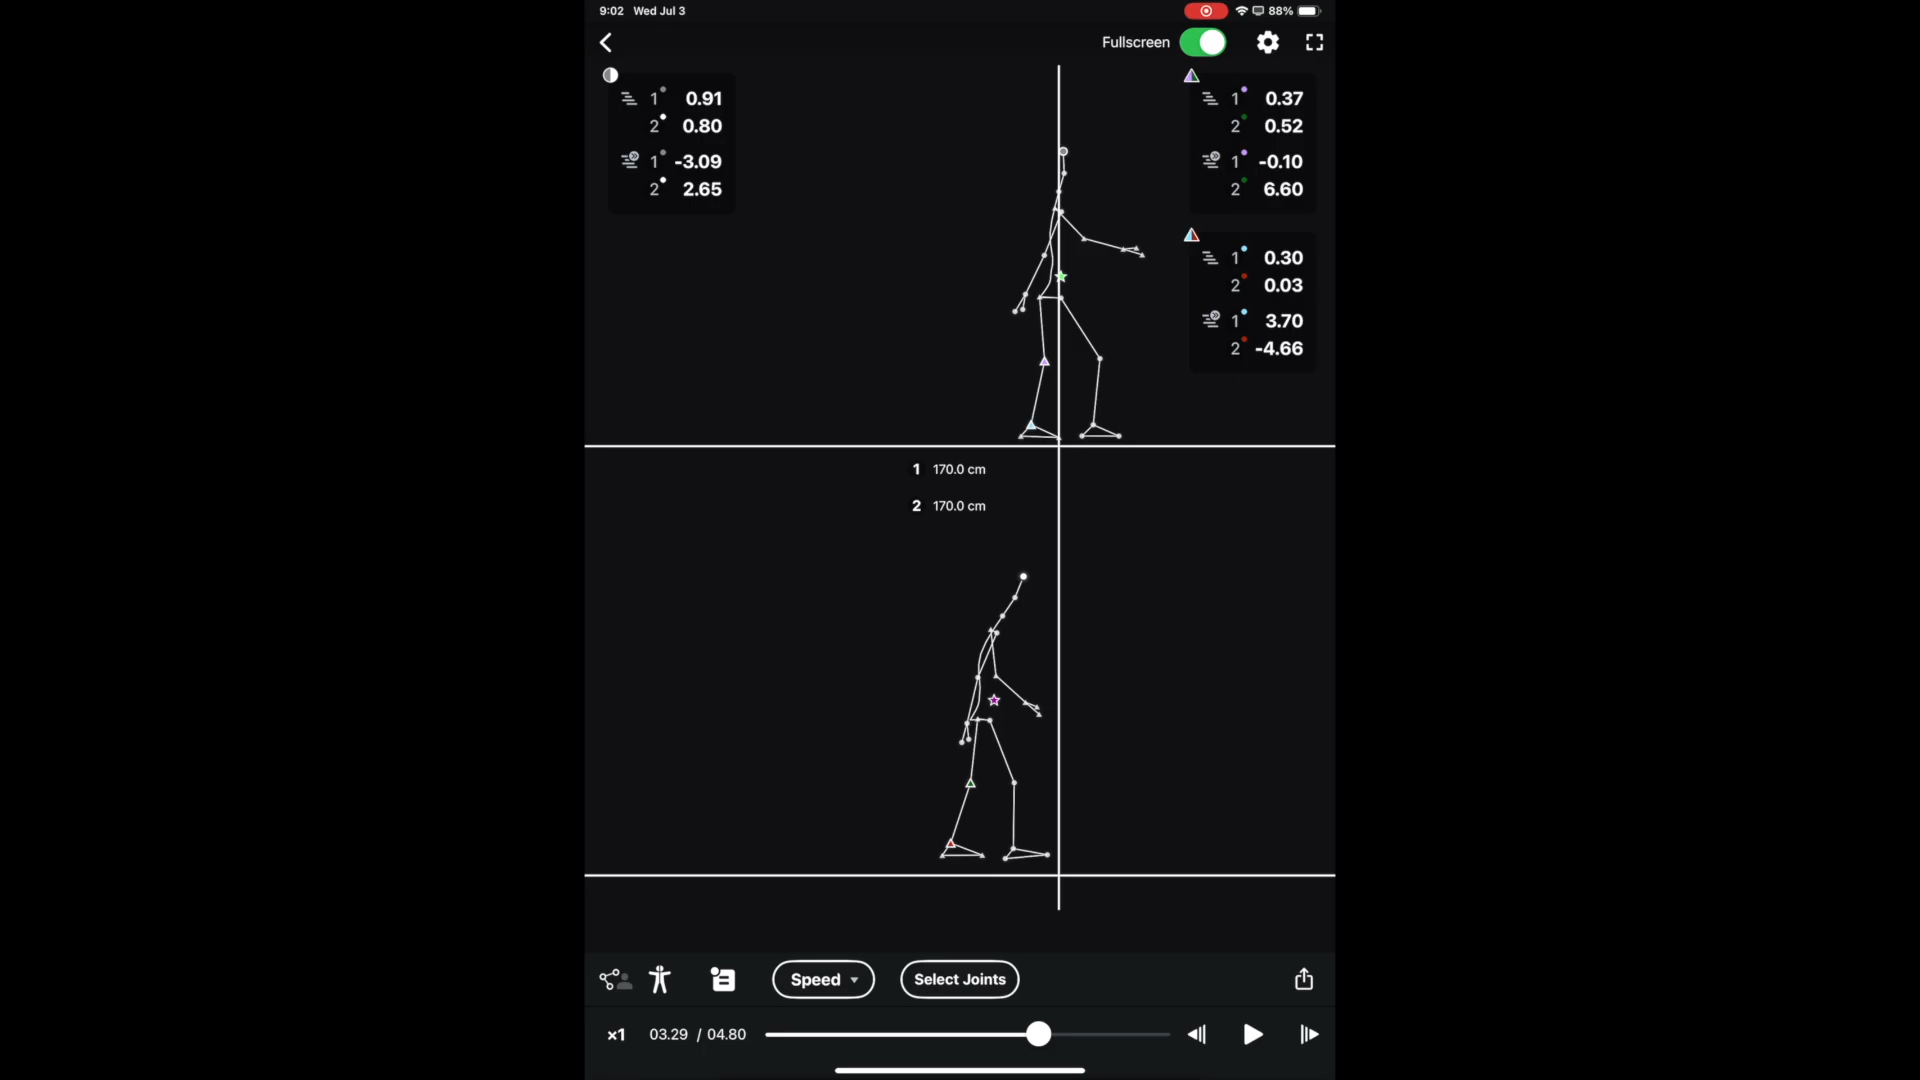 9:02 Wed Jul 3
88%
Fullscreen
1 0.91
2 0.80
1 -3.09
2 2.65
1 0.37
2 0.52
1 -0.10
2 6.60
1 0.30
2 0.03
1 3.70
2 -4.66
1 170.0 cm
2 170.0 cm
Speed
Select Joints
x1 03.29 / 04.80